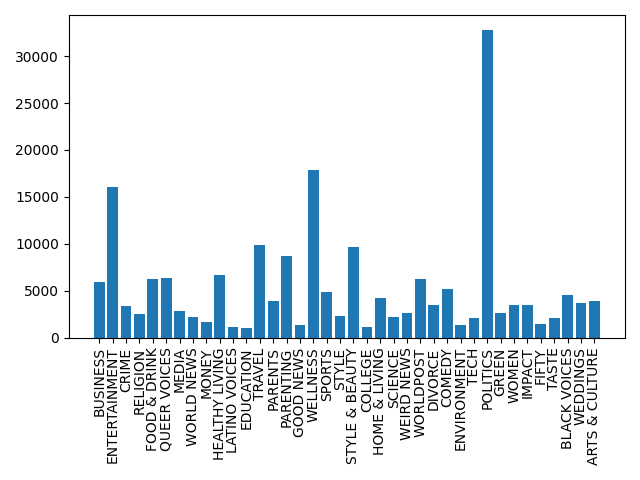 30000
25000
20000
15000
10000
5000
0
BUSINESS
ENTERTAINMENT
CRIME
RELIGION
FOOD & DRINK
QUEER VOICES
MEDIA
WORLD NEWS
MONEY
HEALTHY LIVING
LATINO VOICES
EDUCATION
TRAVEL
PARENTS
PARENTING
GOOD NEWS
WELLNESS
SPORTS
STYLE
STYLE & BEAUTY
COLLEGE
HOME & LIVING
SCIENCE
WEIRD NEWS
WORLDPOST
DIVORCE
COMEDY
ENVIRONMENT
TECH
POLITICS
GREEN
WOMEN
IMPACT
FIFTY
TASTE
BLACK VOICES
WEDDINGS
ARTS & CULTURE